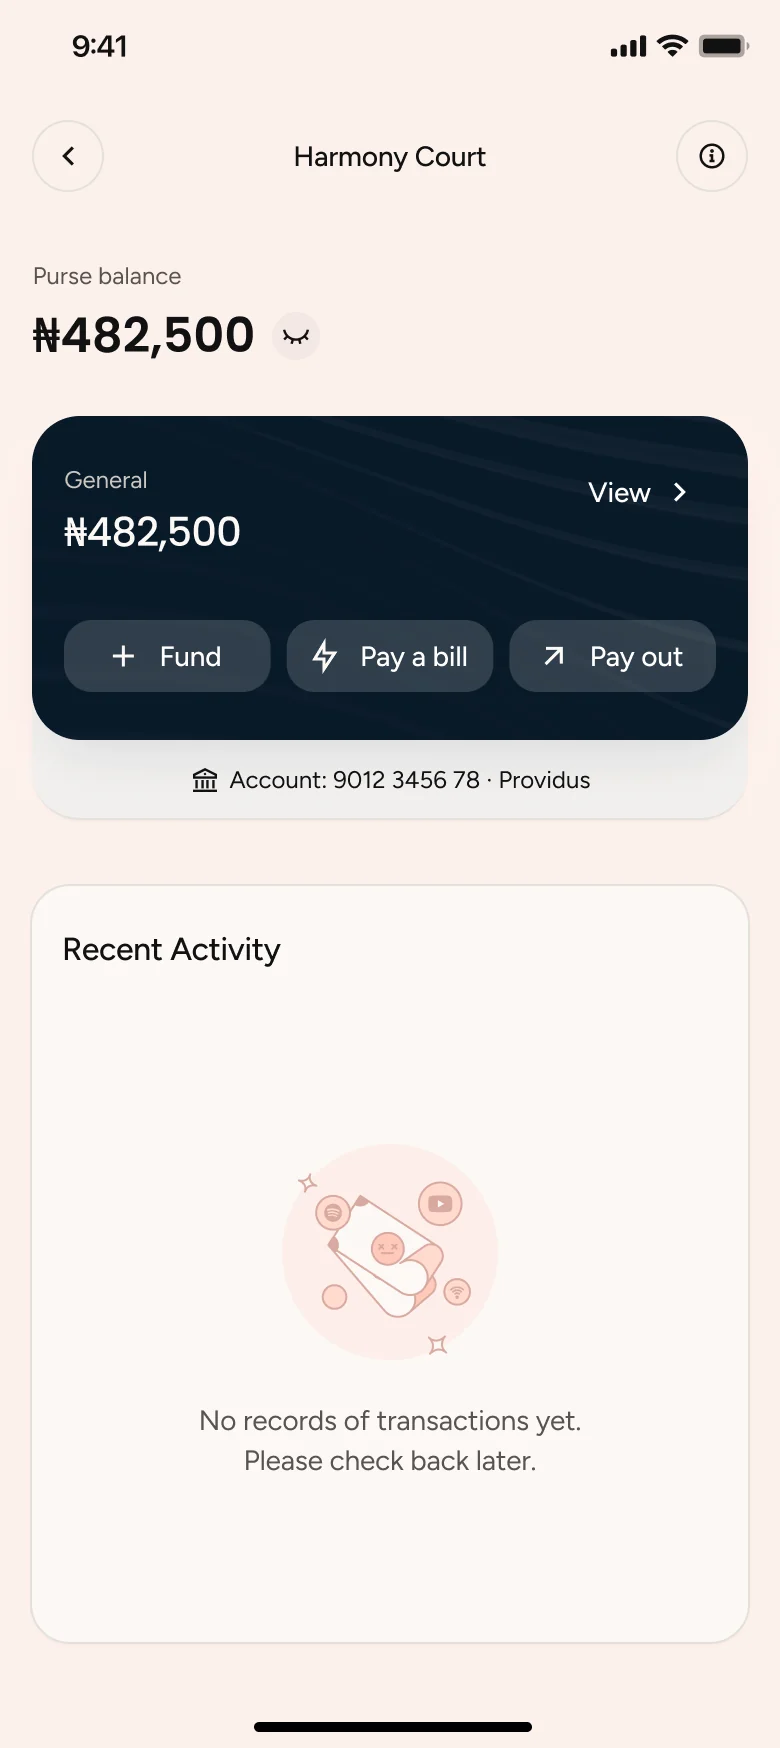 9:41
Harmony Court
Purse balance
₦482,500
General
₦482,500
View
Fund
Pay a bill
Pay out
Account: 9012 3456 78 · Providus
Recent Activity
No records of transactions yet.
Please check back later.